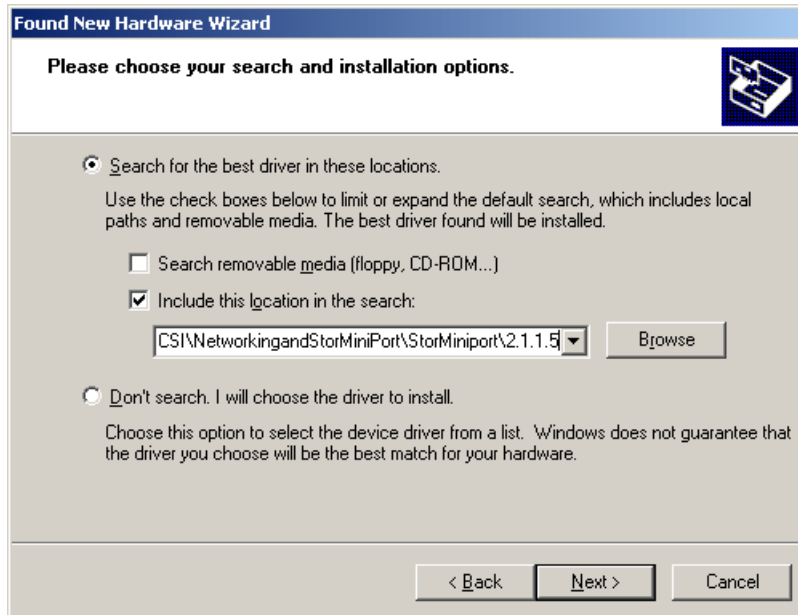 Found New Hardware Wizard
Please choose your search and installation options.
Search for the best driver in these locations.
Use the check boxes below to limit or expand the default search, which includes local
paths and removable media. The best driver found will be installed.
Search removable media (floppy, CD-ROM...)
Include this location in the search:
CSI\NetworkingandStorMiniPort\StorMiniport\2.1.1.5
Browse
Don't search. I will choose the driver to install.
Choose this option to select the device driver from a list. Windows does not guarantee that
the driver you choose will be the best match for your hardware.
< Back
Next >
Cancel